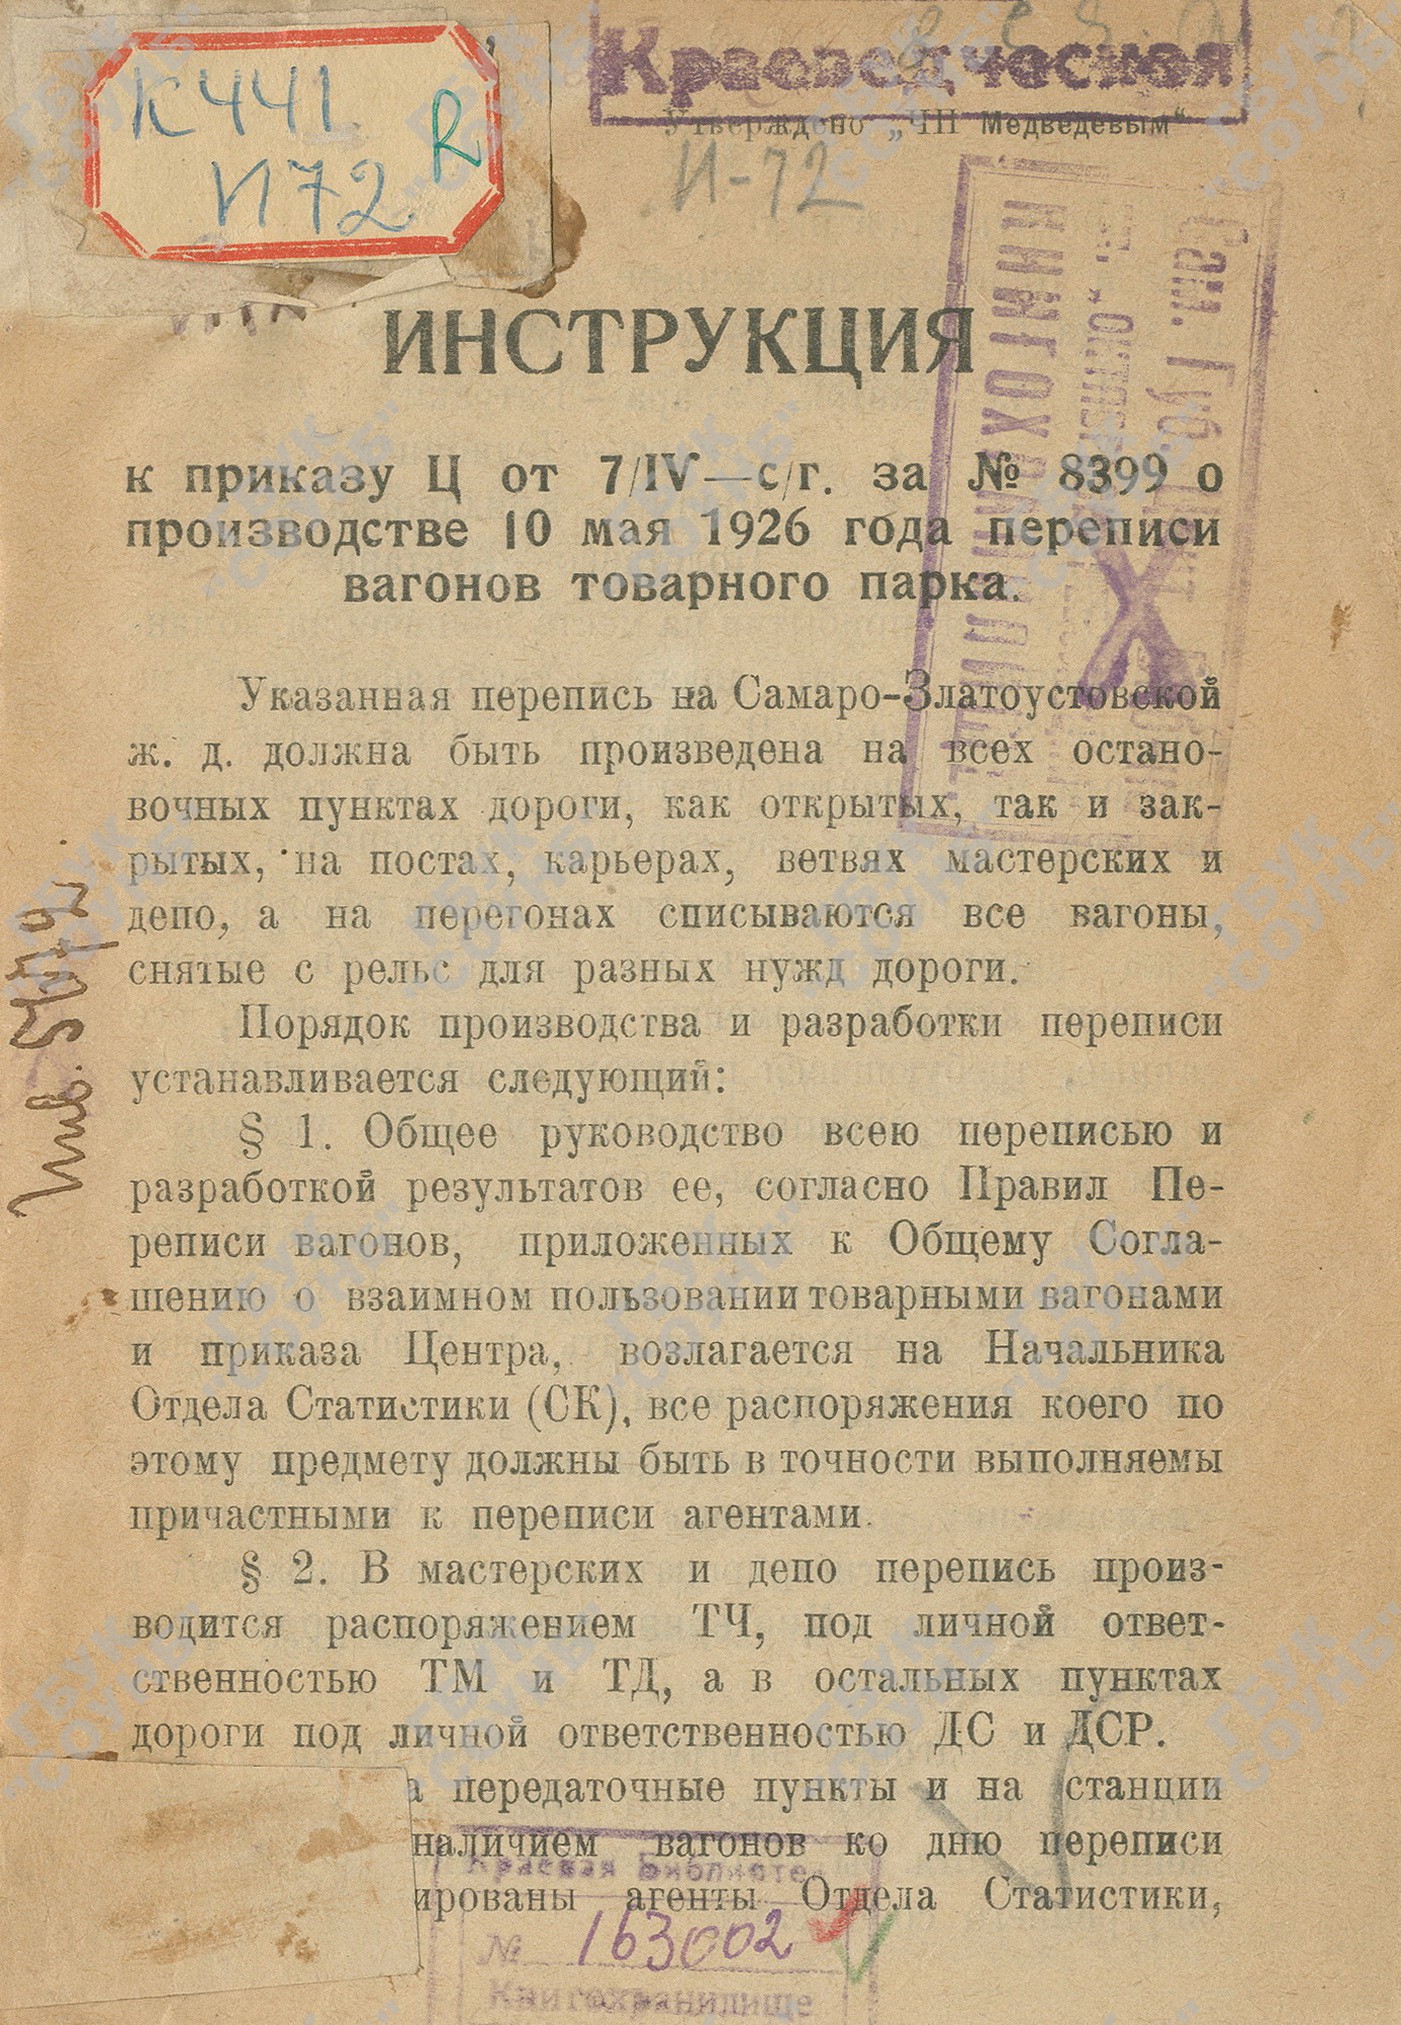 К 441
И 72
R
Краеведческая
Утверждено „ЧП Медведевым“
И-72
ИНСТРУКЦИЯ
к приказу Ц от 7/IV—с/г. за № 8399 о
производстве 10 мая 1926 года переписи
вагонов товарного парка.
Указанная перепись на Самаро-Златоустовской
ж. д. должна быть произведена на всех остано-
вочных пунктах дороги, как открытых, так и зак-
рытых, на постах, карьерах, ветвях мастерских и
депо, а на перегонах списываются все вагоны,
снятые с рельс для разных нужд дороги.
Порядок производства и разработки переписи
устанавливается следующий:
§ 1. Общее руководство всею переписью и
разработкой результатов ее, согласно Правил Пе-
реписи вагонов, приложенных к Общему Согла-
шению о взаимном пользовании товарными вагонами
и приказа Центра, возлагается на Начальника
Отдела Статистики (СК), все распоряжения коего по
этому предмету должны быть в точности выполняемы
причастными к переписи агентами.
§ 2. В мастерских и депо перепись произ-
водится распоряжением ТЧ, под личной ответ-
ственностью ТМ и ТД, а в остальных пунктах
дороги под личной ответственностью ДС и ДСР.
а передаточные пункты и на станции
наличием вагонов ко дню переписи
ированы агенты Отдела Статистики,
Краевая Библиоте
№ 163002
Книгохранилище